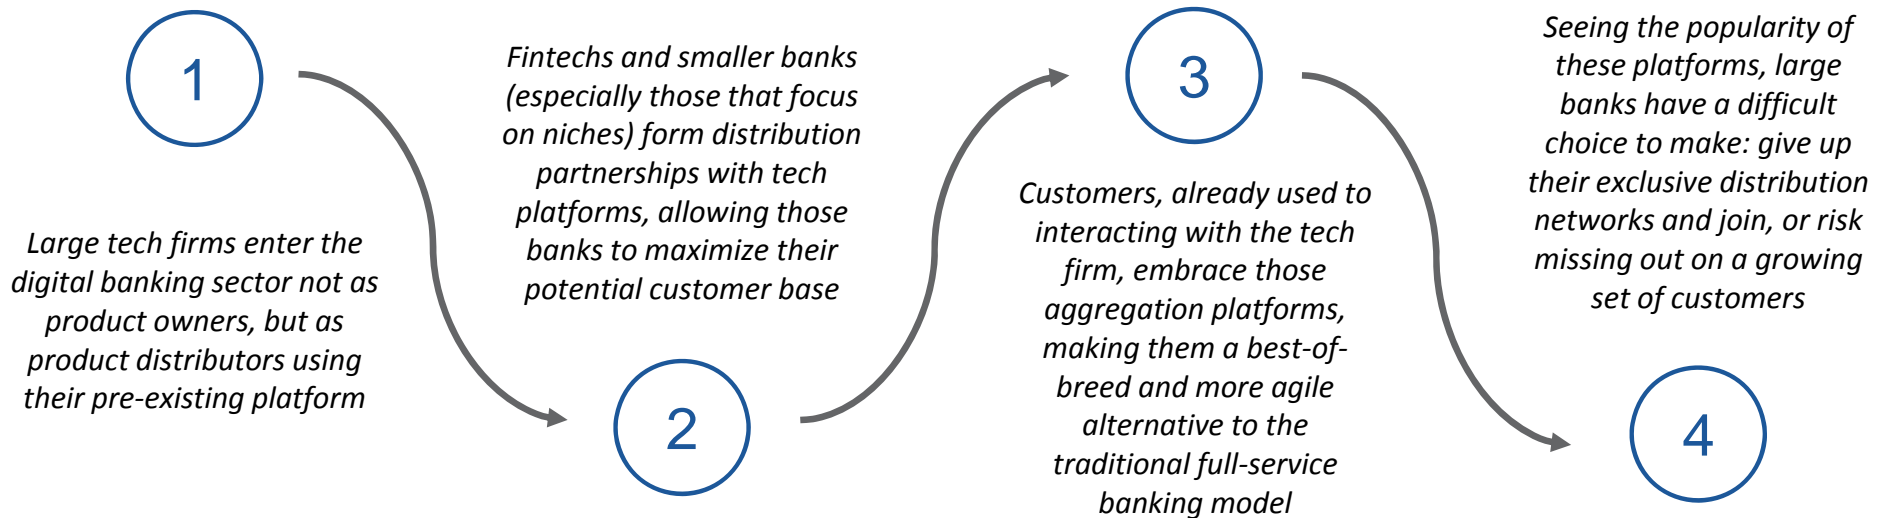 1
Large tech firms enter the
digital banking sector not as
product owners, but as
product distributors using
their pre-existing platform
Fintechs and smaller banks
(especially those that focus
on niches) form distribution
partnerships with tech
platforms, allowing those
banks to maximize their
potential customer base
2
3
Customers, already used to
interacting with the tech
firm, embrace those
aggregation platforms,
making them a best-of-
breed and more agile
alternative to the
traditional full-service
banking model
Seeing the popularity of
these platforms, large
banks have a difficult
choice to make: give up
their exclusive distribution
networks and join, or risk
missing out on a growing
set of customers
4